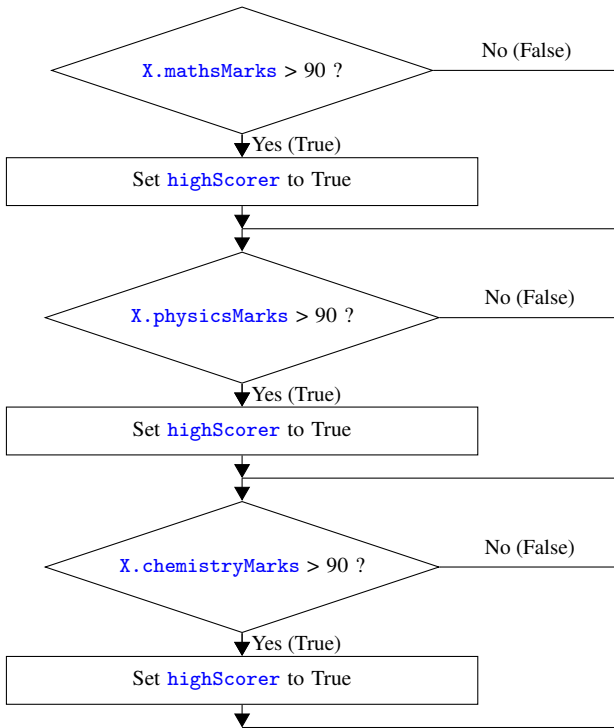 X.mathsMarks > 90 ?
No (False)
Yes (True)
Set highScorer to True
X.physicsMarks > 90 ?
No (False)
Yes (True)
Set highScorer to True
X.chemistryMarks > 90 ?
No (False)
Yes (True)
Set highScorer to True